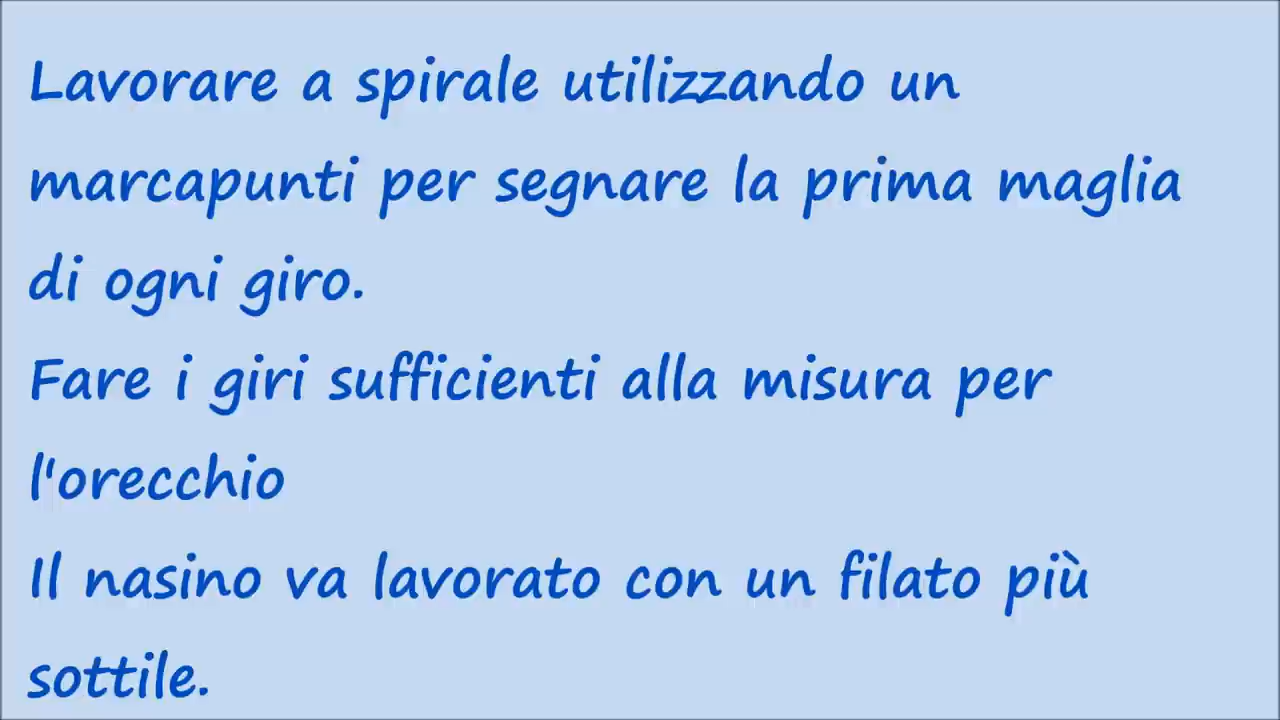 Lavorare a spirale utilizzando un
marcapunti per segnare la prima maglia
di ogni giro.
Fare i giri sufficienti alla misura per
l'orecchio
Il nasino va lavorato con un filato più
sottile.